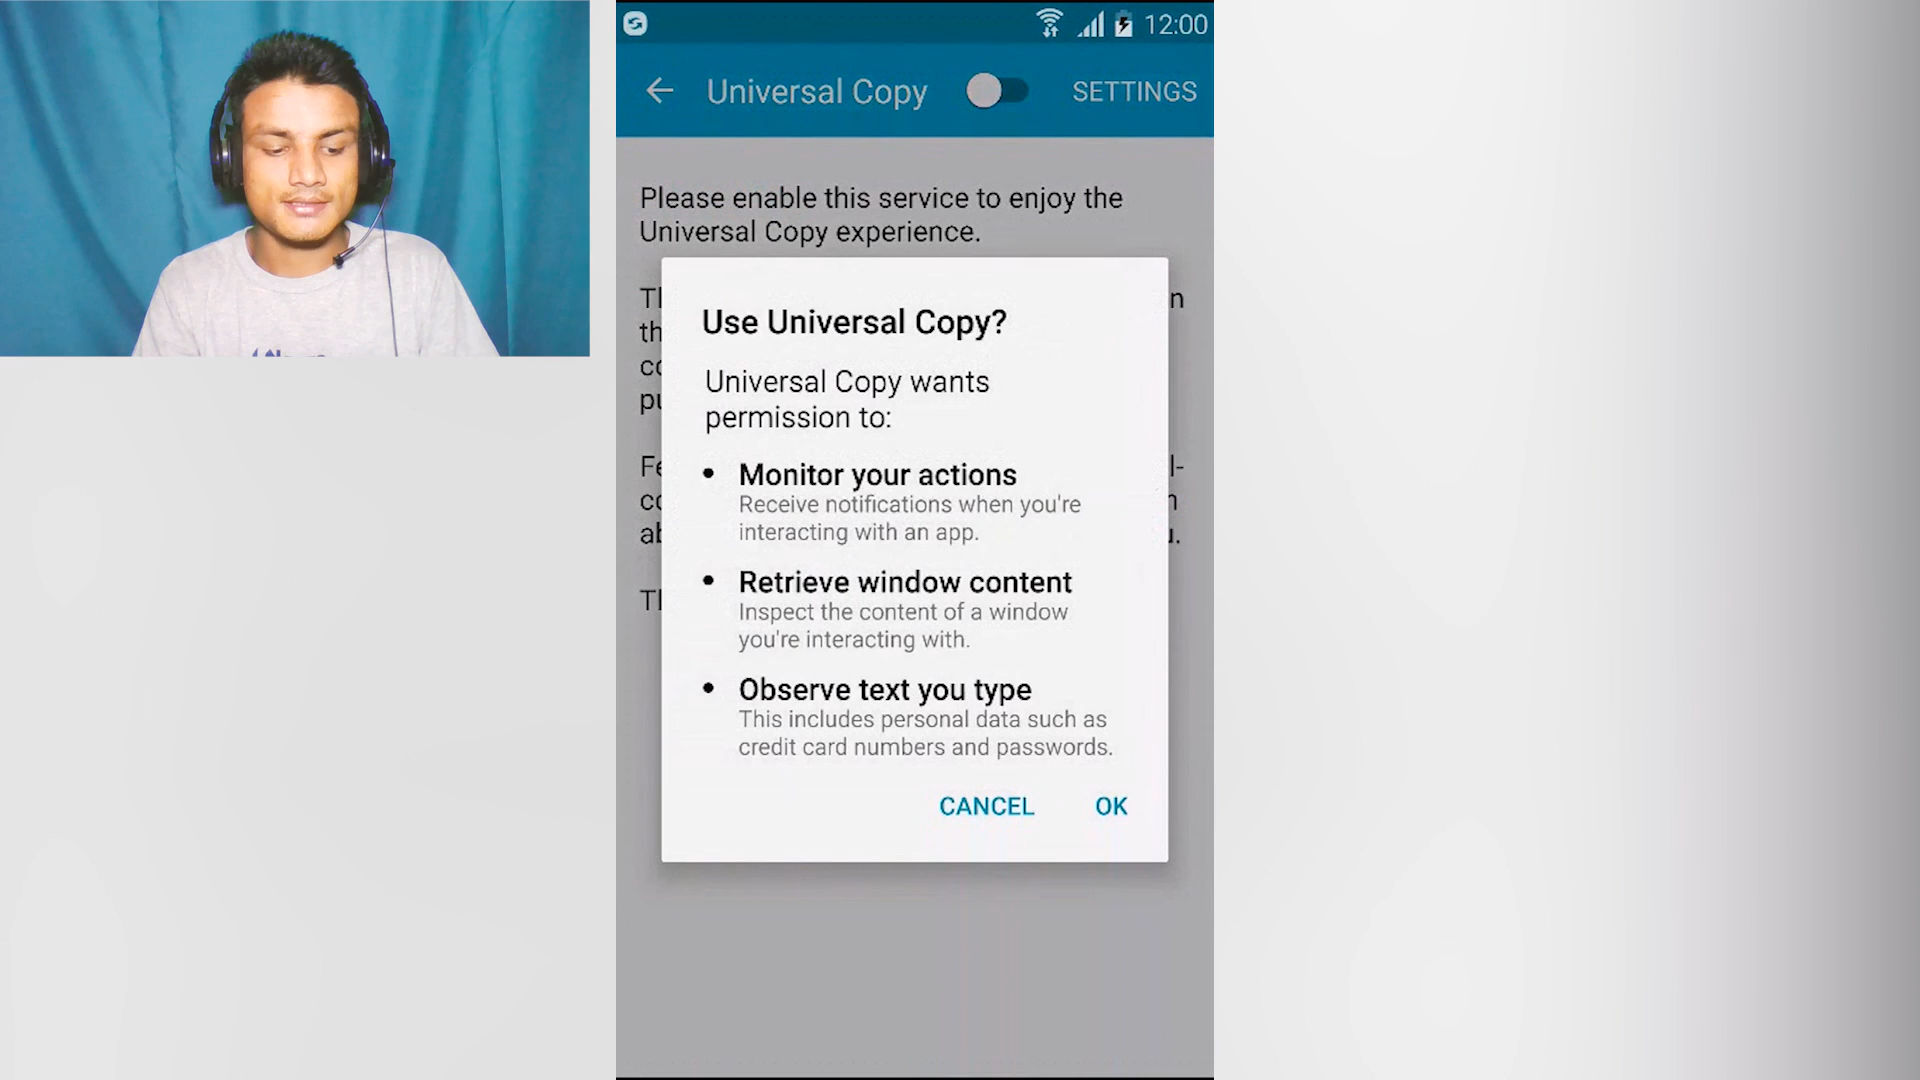 12:00
Universal Copy
SETTINGS
Please enable this service to enjoy the
Universal Copy experience.
Use Universal Copy?
Universal Copy wants
permission to:
• Monitor your actions
Receive notifications when you're
interacting with an app.
• Retrieve window content
Inspect the content of a window
you're interacting with.
• Observe text you type
This includes personal data such as
credit card numbers and passwords.
CANCEL
OK